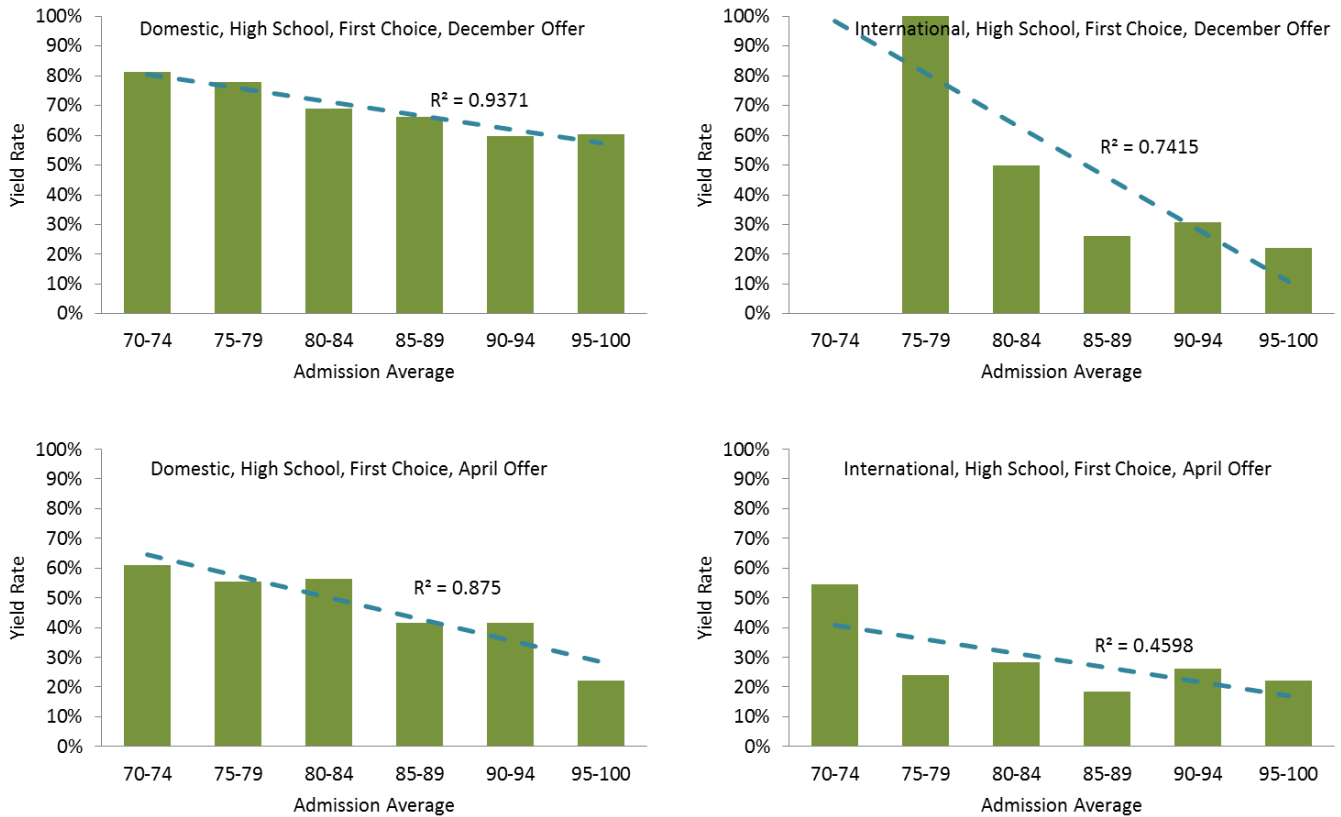 Domestic, High School, First Choice, December Offer
100%
90%
80%
70%
60%
50%
40%
30%
20%
10%
0%
Yield Rate
R² = 0.9371
70-74 75-79 80-84 85-89 90-94 95-100
Admission Average
International, High School, First Choice, December Offer
100%
90%
80%
70%
60%
50%
40%
30%
20%
10%
0%
Yield Rate
R² = 0.7415
70-74 75-79 80-84 85-89 90-94 95-100
Admission Average
Domestic, High School, First Choice, April Offer
100%
90%
80%
70%
60%
50%
40%
30%
20%
10%
0%
Yield Rate
R² = 0.875
70-74 75-79 80-84 85-89 90-94 95-100
Admission Average
International, High School, First Choice, April Offer
100%
90%
80%
70%
60%
50%
40%
30%
20%
10%
0%
Yield Rate
R² = 0.4598
70-74 75-79 80-84 85-89 90-94 95-100
Admission Average